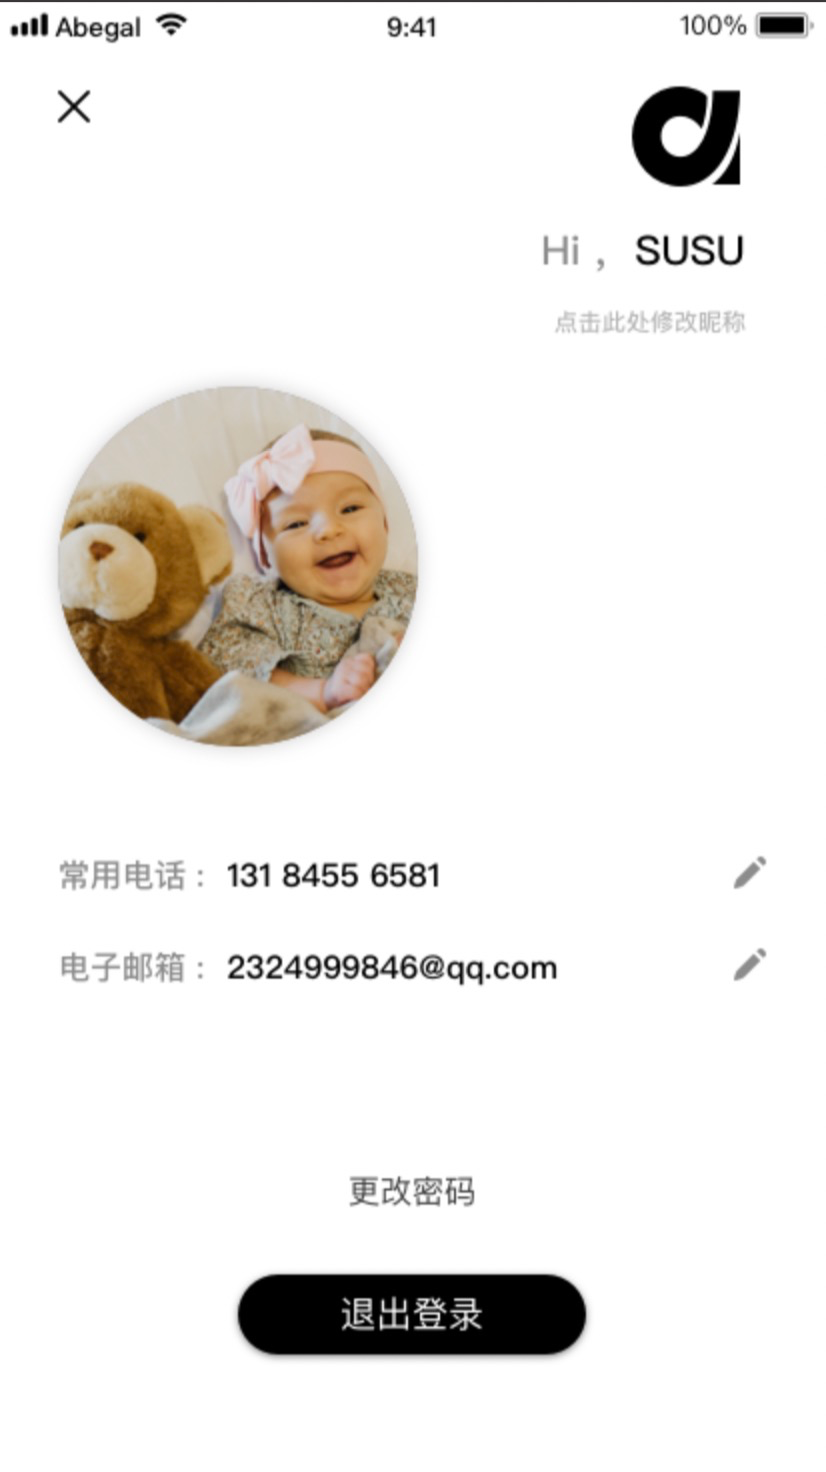 Abegal 9:41 100%
Hi ， SUSU
点击此处修改昵称
常用电话： 131 8455 6581
电子邮箱： 2324999846@qq.com
更改密码
退出登录